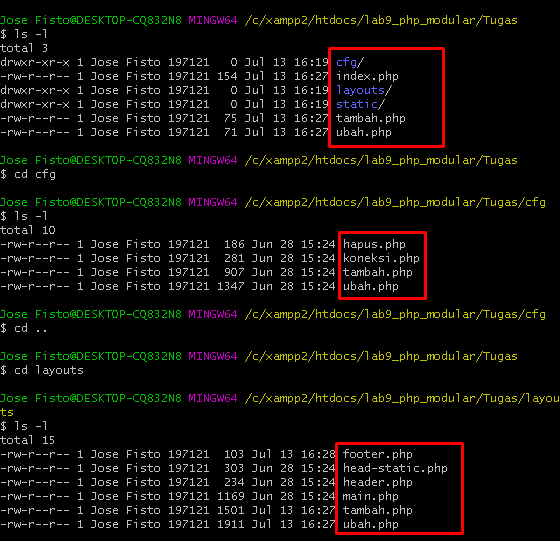 Jose Fisto@DESKTOP-CQ832N8 MINGW64 /c/xampp2/htdocs/lab9_php_modular/Tugas
$ ls -l
total 3
drwxr-xr-x 1 Jose Fisto 197121   0 Jul 13 16:19 cfg/
-rw-r--r-- 1 Jose Fisto 197121 154 Jul 13 16:27 index.php
drwxr-xr-x 1 Jose Fisto 197121   0 Jul 13 16:19 layouts/
drwxr-xr-x 1 Jose Fisto 197121   0 Jul 13 16:19 static/
-rw-r--r-- 1 Jose Fisto 197121  75 Jul 13 16:27 tambah.php
-rw-r--r-- 1 Jose Fisto 197121  71 Jul 13 16:27 ubah.php
Jose Fisto@DESKTOP-CQ832N8 MINGW64 /c/xampp2/htdocs/lab9_php_modular/Tugas
$ cd cfg
Jose Fisto@DESKTOP-CQ832N8 MINGW64 /c/xampp2/htdocs/lab9_php_modular/Tugas/cfg
$ ls -l
total 10
-rw-r--r-- 1 Jose Fisto 197121  186 Jun 28 15:24 hapus.php
-rw-r--r-- 1 Jose Fisto 197121  281 Jun 28 15:24 koneksi.php
-rw-r--r-- 1 Jose Fisto 197121  907 Jun 28 15:24 tambah.php
-rw-r--r-- 1 Jose Fisto 197121 1347 Jun 28 15:24 ubah.php
Jose Fisto@DESKTOP-CQ832N8 MINGW64 /c/xampp2/htdocs/lab9_php_modular/Tugas/cfg
$ cd ..
Jose Fisto@DESKTOP-CQ832N8 MINGW64 /c/xampp2/htdocs/lab9_php_modular/Tugas
$ cd layouts
Jose Fisto@DESKTOP-CQ832N8 MINGW64 /c/xampp2/htdocs/lab9_php_modular/Tugas/layou
ts
$ ls -l
total 15
-rw-r--r-- 1 Jose Fisto 197121  103 Jul 13 16:28 footer.php
-rw-r--r-- 1 Jose Fisto 197121  303 Jun 28 15:24 head-static.php
-rw-r--r-- 1 Jose Fisto 197121  234 Jun 28 15:24 header.php
-rw-r--r-- 1 Jose Fisto 197121 1169 Jun 28 15:24 main.php
-rw-r--r-- 1 Jose Fisto 197121 1501 Jul 13 16:27 tambah.php
-rw-r--r-- 1 Jose Fisto 197121 1911 Jul 13 16:27 ubah.php